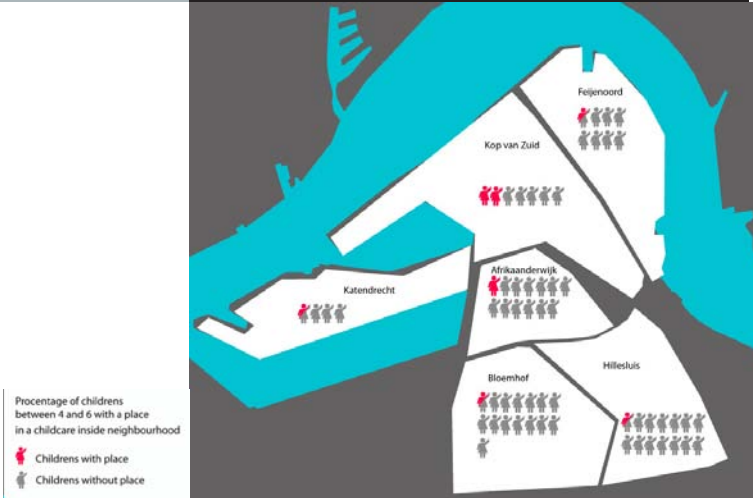 Feijenoord
Kop van Zuid
Afrikaanderwijk
Katendrecht
Hillesluis
Bloemhof
Procentage of childrens
between 4 and 6 with a place
in a childcare inside neighbourhood
Childrens with place
Childrens without place